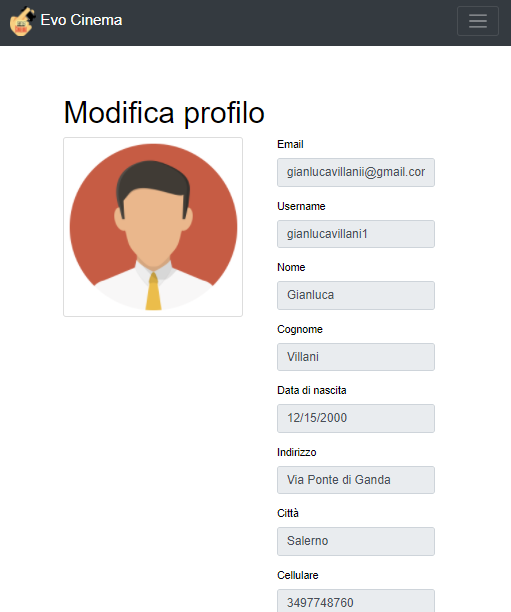 Evo Cinema
Modifica profilo
Email
gianlucavillanii@gmail.cor
Username
gianlucavillani1
Nome
Gianluca
Cognome
Villani
Data di nascita
12/15/2000
Indirizzo
Via Ponte di Ganda
Città
Salerno
Cellulare
3497748760